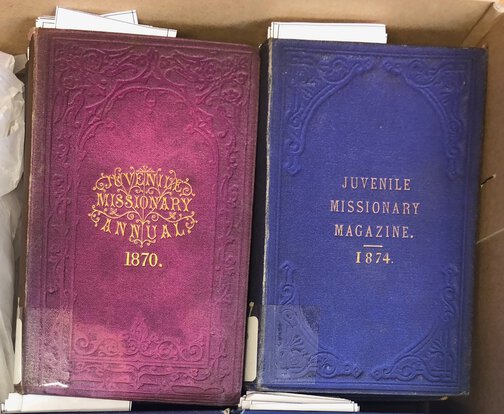 JUVENILE
MISSIONARY
ANNUAL
1870.
JUVENILE
MISSIONARY
MAGAZINE.
1874.